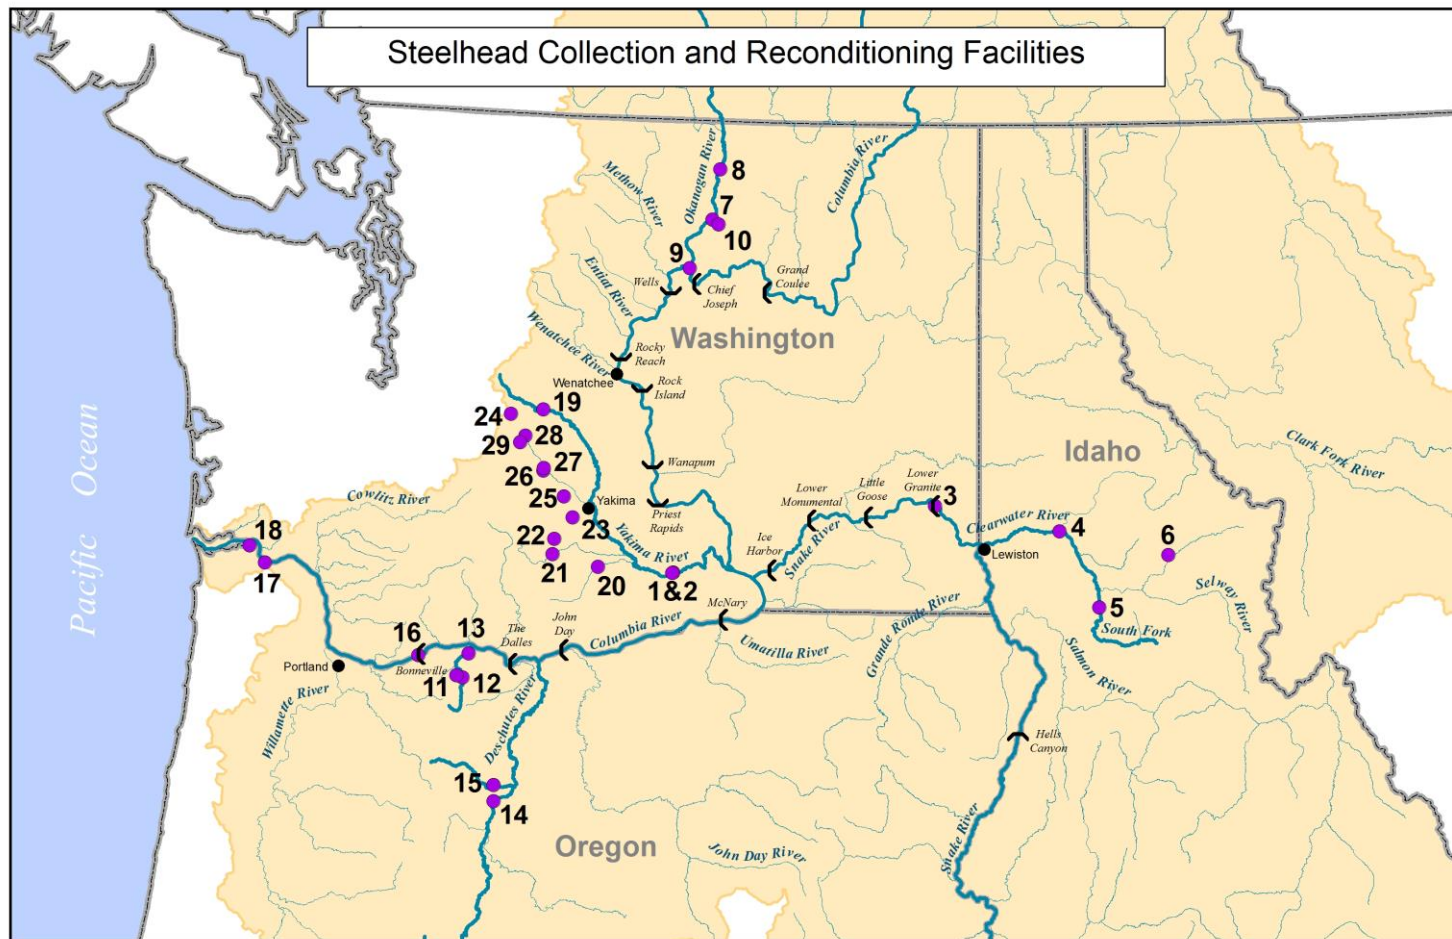 Steelhead Collection and Reconditioning Facilities
Okanogan River
Columbia River
Methow River
8
7
10
9
Entiat River
Wells
Chief
Joseph
Grand
Coulee
Wenatchee River
Washington
Rocky
Reach
Wenatchee
Rock
Island
24
19
28
29
27
26
Wanapum
Idaho
Clark Fork River
Pacific Ocean
Cowlitz River
25
Yakima
Priest
Rapids
Lower
Monumental
Little
Goose
Lower
Granite
3
Clearwater River
4
6
18
17
22
23
21
20
Yakima River
1&2
Ice
Harbor
Snake River
Lewiston
5
South Fork
Selway River
McNary
John
Day
Columbia River
Umatilla River
Grande Ronde River
Salmon River
16
13
The
Dalles
Portland
Bonneville
11
12
Willamette River
Deschutes River
Hells
Canyon
15
14
Oregon
John Day River
Snake River